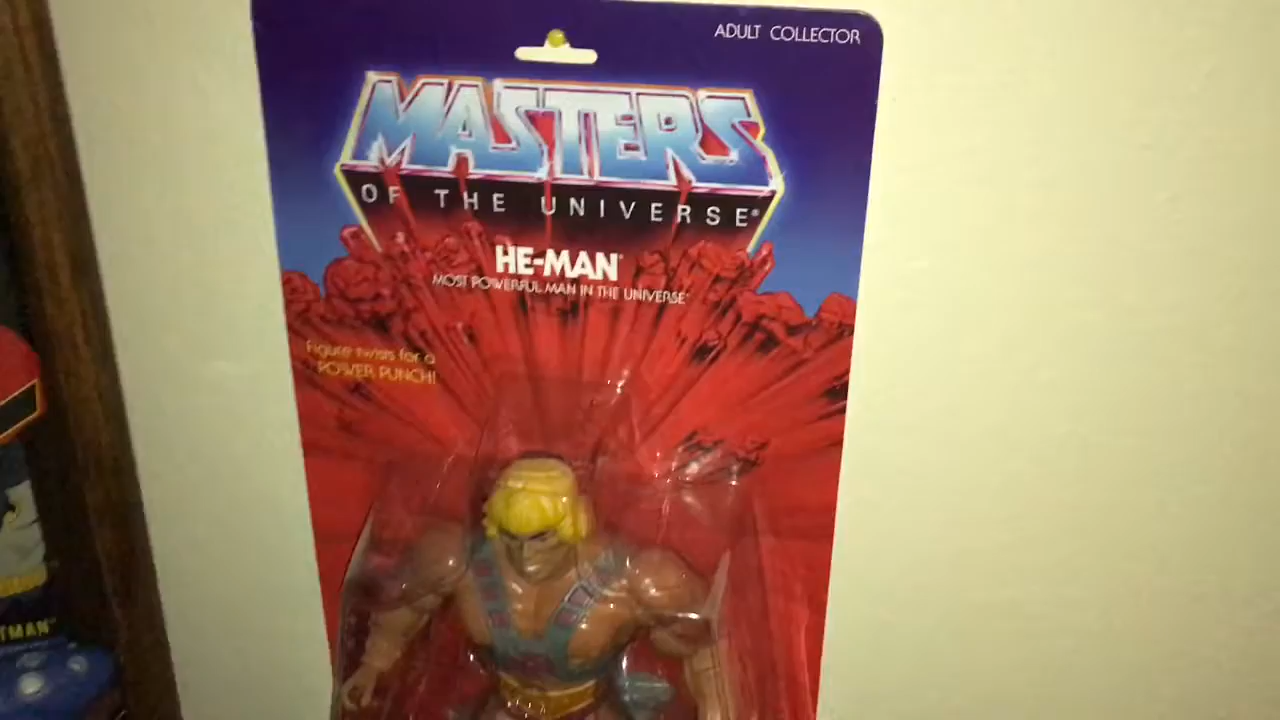 ADULT COLLECTOR
MASTERS
OF THE UNIVERSE®
HE-MAN
MOST POWERFUL MAN IN THE UNIVERSE
Figure twists for a
POWER PUNCH!
TMAN